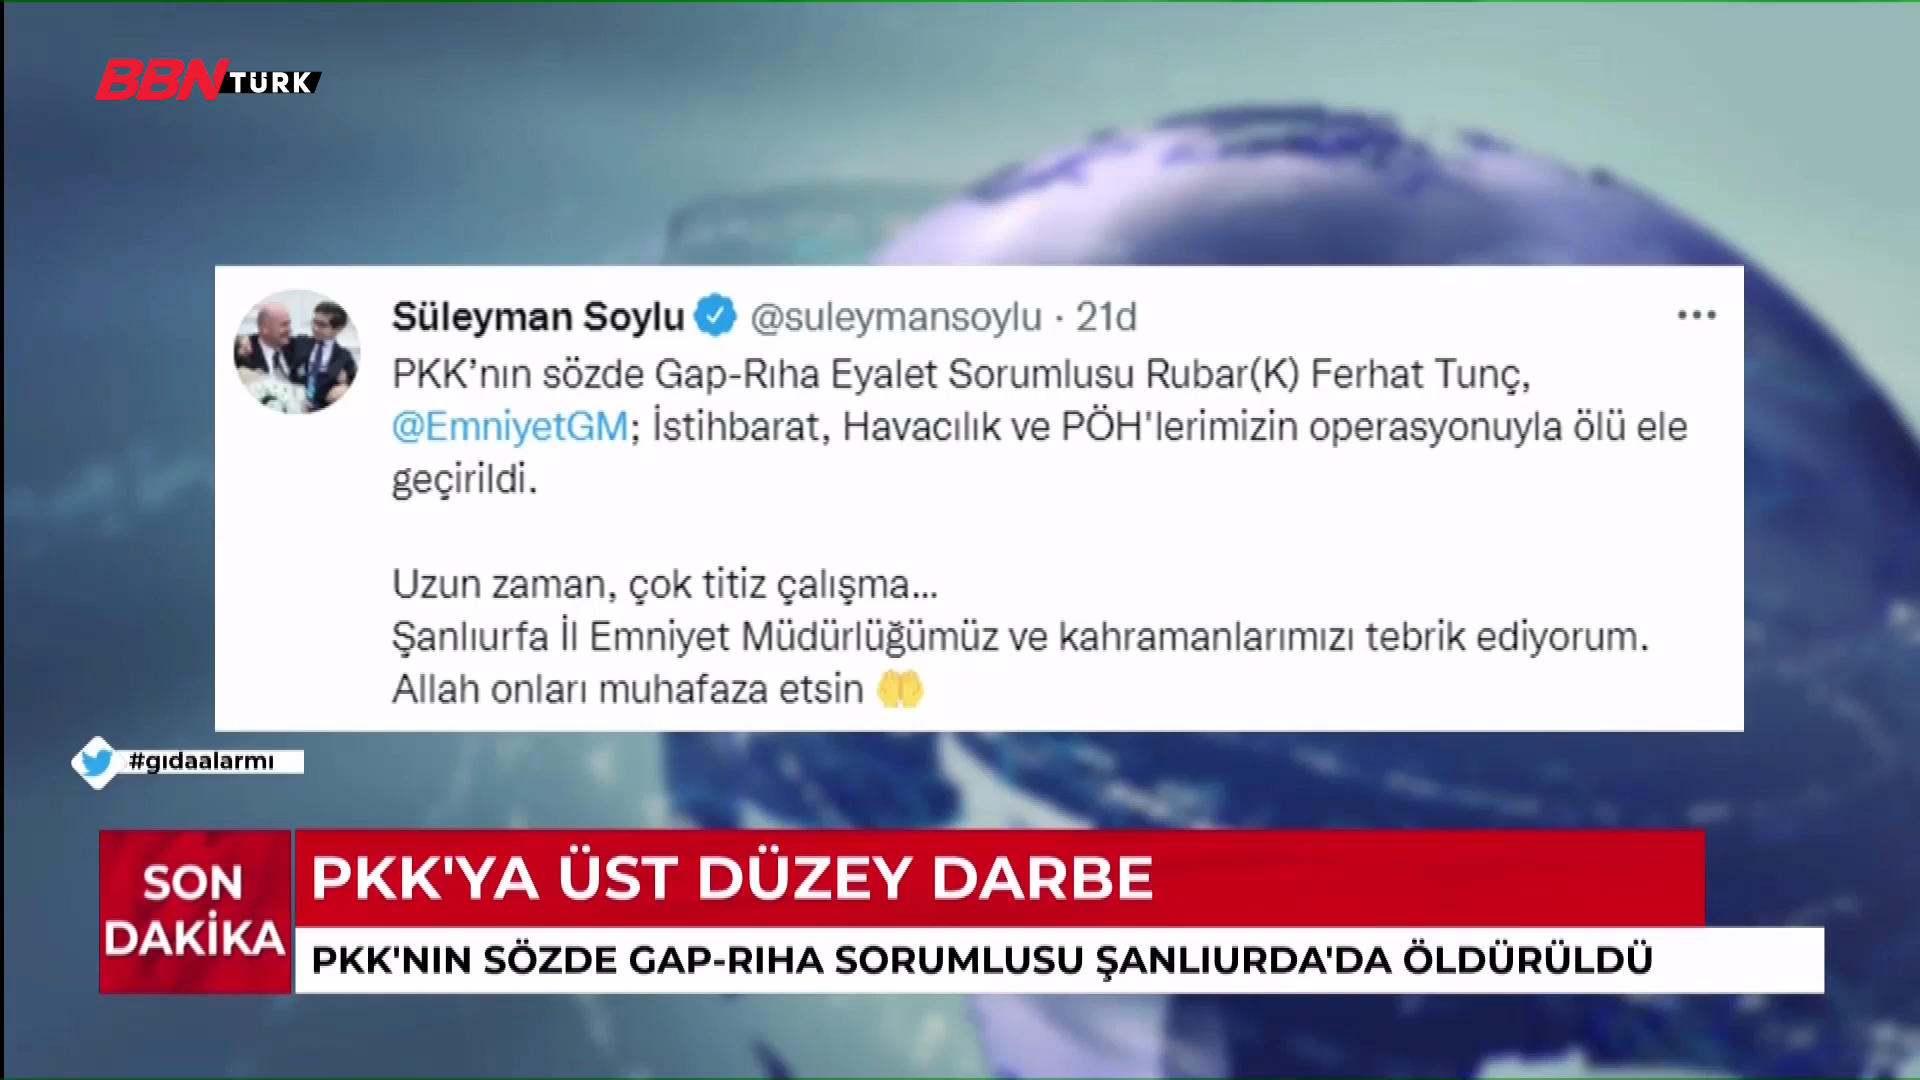 BBN TÜRK
Süleyman Soylu @suleymansoylu · 21d
PKK’nın sözde Gap-Rıha Eyalet Sorumlusu Rubar(K) Ferhat Tunç,
@EmniyetGM; İstihbarat, Havacılık ve PÖH'lerimizin operasyonuyla ölü ele
geçirildi.
Uzun zaman, çok titiz çalışma...
Şanlıurfa İl Emniyet Müdürlüğümüz ve kahramanlarımızı tebrik ediyorum.
Allah onları muhafaza etsin 🤲
#gıdaalarmı
SON
DAKİKA
PKK'YA ÜST DÜZEY DARBE
PKK'NIN SÖZDE GAP-RIHA SORUMLUSU ŞANLIURDA'DA ÖLDÜRÜLDÜ